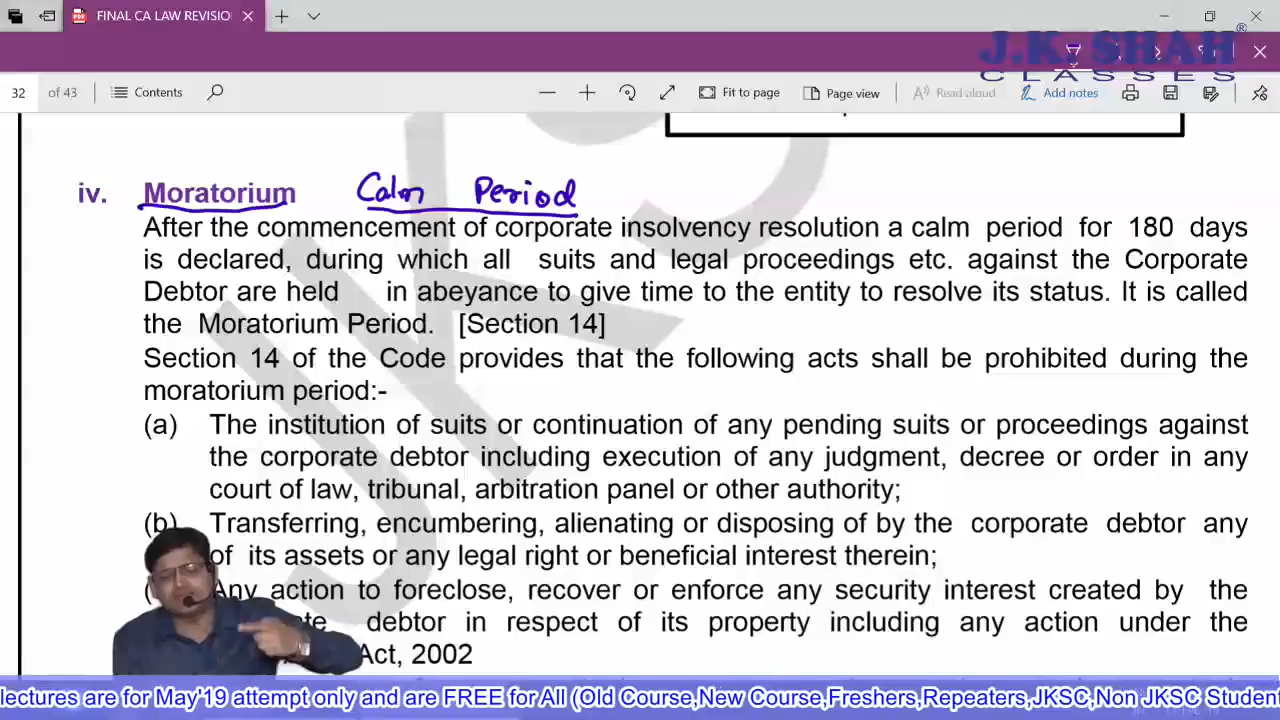 FINAL CA LAW REVISIO
J.K. SHAH®
CLASSES
32 of 43 Contents Fit to page Page view Read aloud Add notes
iv. Moratorium Calm Period
After the commencement of corporate insolvency resolution a calm period for 180 days
is declared, during which all suits and legal proceedings etc. against the Corporate
Debtor are held in abeyance to give time to the entity to resolve its status. It is called
the Moratorium Period. [Section 14]
Section 14 of the Code provides that the following acts shall be prohibited during the
moratorium period:-
(a) The institution of suits or continuation of any pending suits or proceedings against
the corporate debtor including execution of any judgment, decree or order in any
court of law, tribunal, arbitration panel or other authority;
(b) Transferring, encumbering, alienating or disposing of by the corporate debtor any
of its assets or any legal right or beneficial interest therein;
Any action to foreclose, recover or enforce any security interest created by the
debtor in respect of its property including any action under the
Act, 2002
lectures are for May'19 attempt only and are FREE for All (Old Course,New Course,Freshers,Repeaters,JKSC,Non JKSC Student
JKS